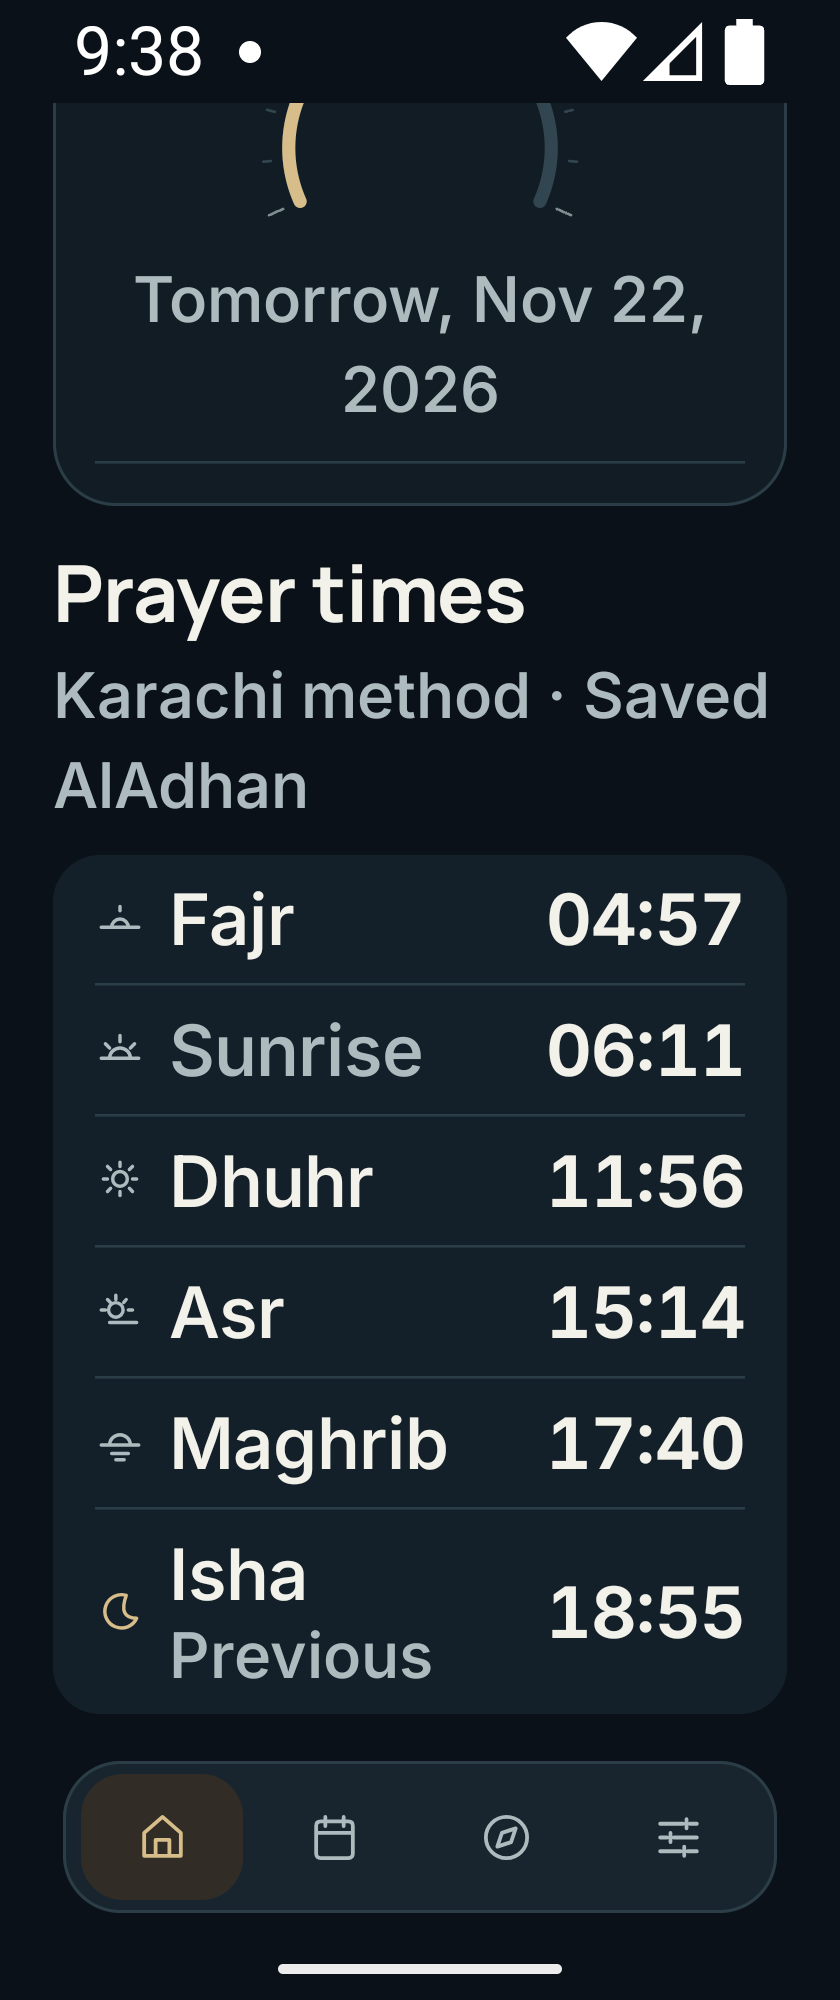 9:38
Tomorrow, Nov 22,
2026
Prayer times
Karachi method · Saved
AlAdhan
Fajr 04:57
Sunrise 06:11
Dhuhr 11:56
Asr 15:14
Maghrib 17:40
Isha 18:55
Previous